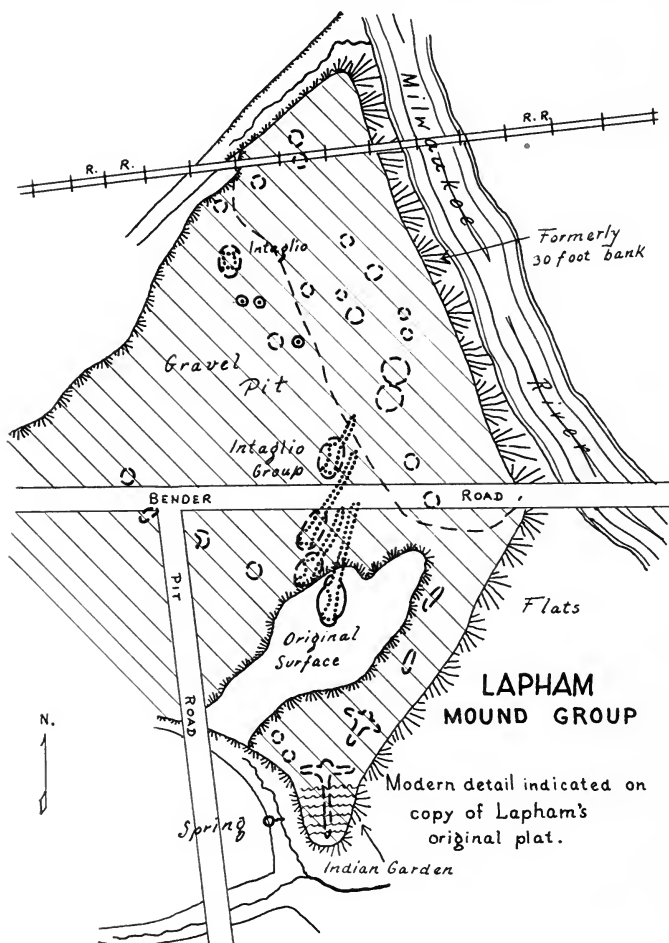 Milwaukee
R. R.
R. R.
Formerly
30 foot bank
Intaglio
Gravel
Pit
River
Intaglio
Group
BENDER ROAD
PIT
ROAD
Flats
Original
Surface
LAPHAM
MOUND GROUP
N.
Modern detail indicated on
copy of Lapham's
original plat.
Spring
Indian Garden